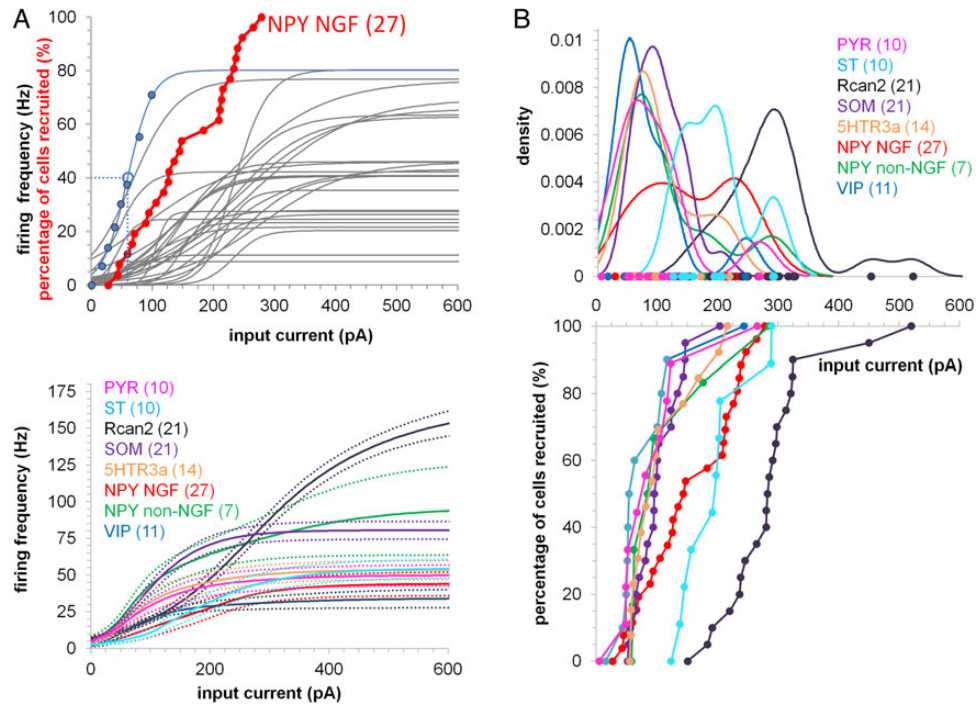 A
NPY NGF (27)
firing frequency (Hz)
percentage of cells recruited (%)
100
80
60
40
20
0
0 100 200 300 400 500 600
input current (pA)
175
150
125
100
75
50
25
0
firing frequency (Hz)
PYR (10)
ST (10)
Rcan2 (21)
SOM (21)
5HTR3a (14)
NPY NGF (27)
NPY non-NGF (7)
VIP (11)
0 200 400 600
input current (pA)
B
0.01
0.008
0.006
0.004
0.002
0
density
PYR (10)
ST (10)
Rcan2 (21)
SOM (21)
5HTR3a (14)
NPY NGF (27)
NPY non-NGF (7)
VIP (11)
0 100 200 300 400 500 600
input current (pA)
100
90
80
70
60
50
40
30
20
10
0
percentage of cells recruited (%)